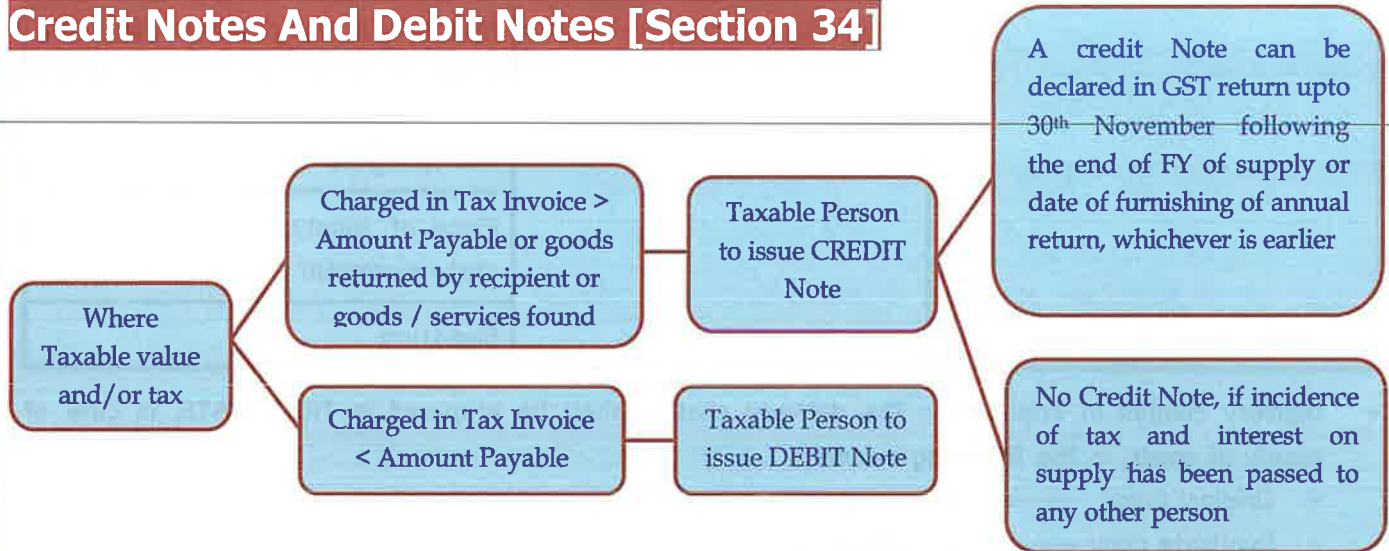 Credit Notes And Debit Notes [Section 34]
A credit Note can be
declared in GST return upto
30th November following
the end of FY of supply or
date of furnishing of annual
return, whichever is earlier
Charged in Tax Invoice >
Amount Payable or goods
returned by recipient or
goods / services found
Taxable Person
to issue CREDIT
Note
Where
Taxable value
and/or tax
Charged in Tax Invoice
< Amount Payable
Taxable Person to
issue DEBIT Note
No Credit Note, if incidence
of tax and interest on
supply has been passed to
any other person